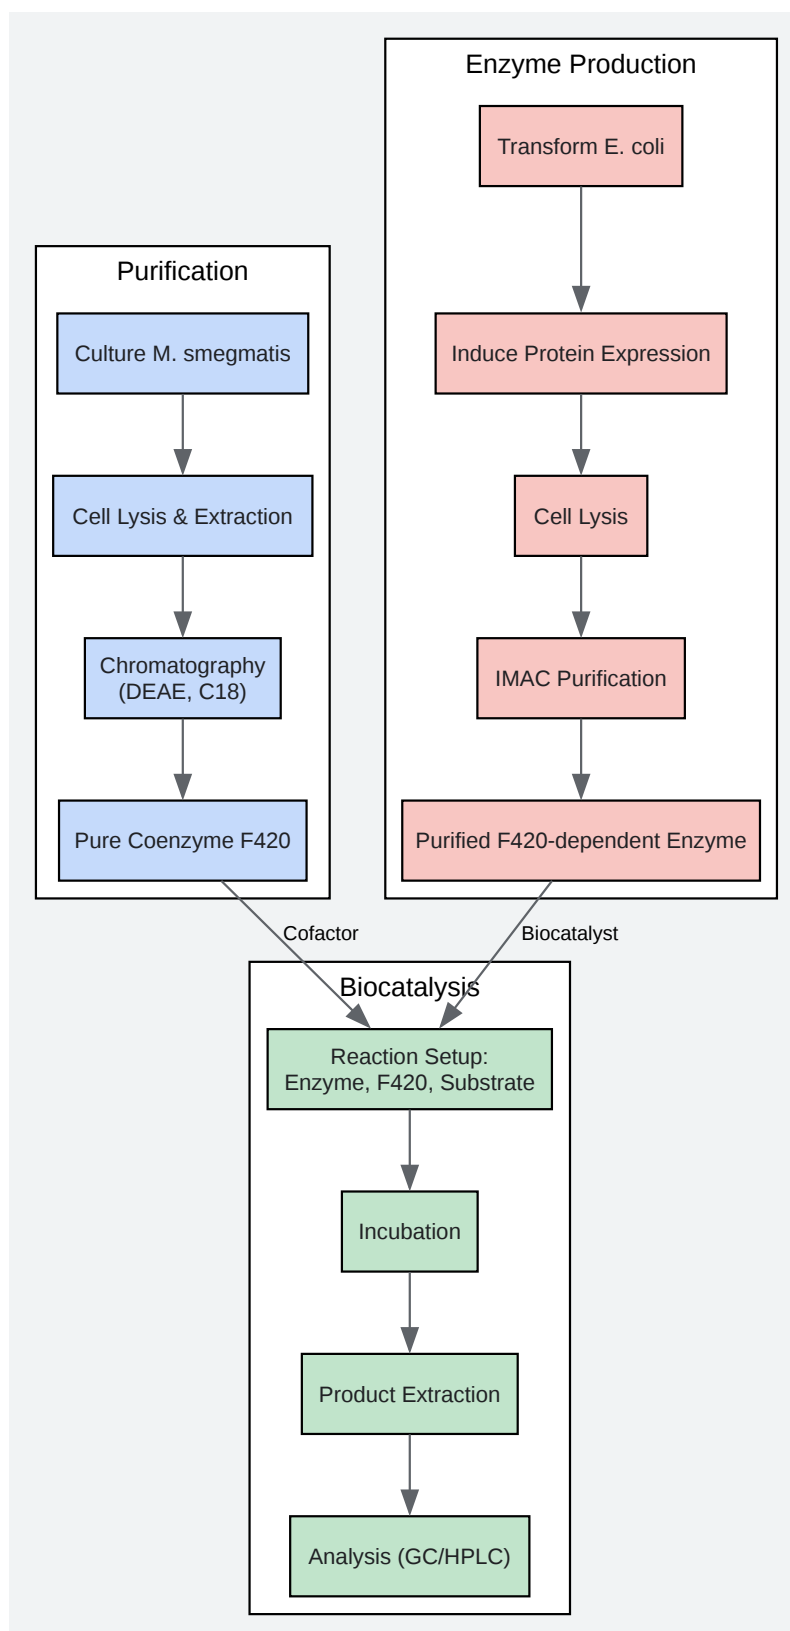 Enzyme Production
Transform E. coli
Purification
Culture M. smegmatis
Induce Protein Expression
Cell Lysis & Extraction
Cell Lysis
Chromatography
(DEAE, C18)
IMAC Purification
Pure Coenzyme F420
Purified F420-dependent Enzyme
Cofactor
Biocatalyst
Biocatalysis
Reaction Setup:
Enzyme, F420, Substrate
Incubation
Product Extraction
Analysis (GC/HPLC)